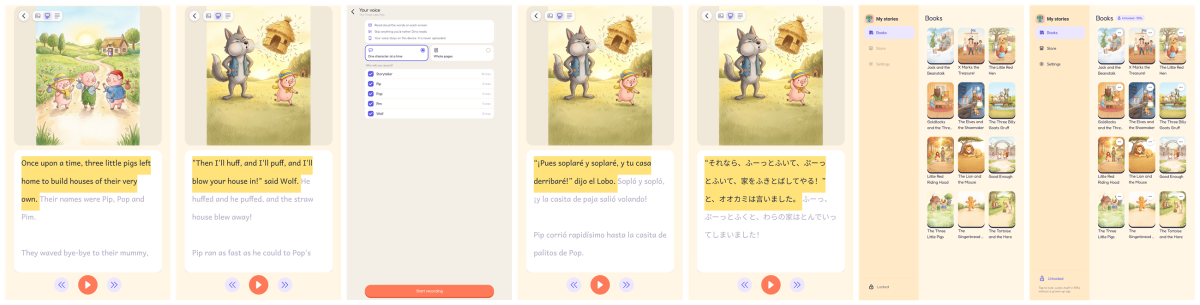 Once upon a time, three little pigs left
home to build houses of their very
own. Their names were Pip, Pop and
Pim.
They waved bye-bye to their mummy,
"Then I'll huff, and I'll puff, and I'll
blow your house in!" said Wolf. He
huffed and he puffed, and the straw
house blew away!
Pip ran as fast as he could to Pop's
Your voice
Read aloud the words on each screen.
One character at a time
Whole pages
Storyteller
Pip
Pop
Pim
Wolf
Start recording
"¡Pues soplaré y soplaré, y tu casa
derribaré!" dijo el Lobo. Sopló y sopló,
¡y la casita de paja salió volando!
Pip corrió rapidísimo hasta la casita de
palitos de Pop.
"それなら、ふーっとふいて、ぷーっ
とふいて、家をふきとばしてやる！"
と、オオカミは言いました。ふーっ、
ぷーっとふくと、わらの家はとんでいっ
てしまいました！
My stories
Books
Store
Settings
Locked
Books
Jack and the
Beanstalk
X Marks the
Treasure!
The Little Red
Hen
Goldilocks
and the Thre...
The Elves and
the Shoemaker
The Three Billy
Goats Gruff
Little Red
Riding Hood
The Lion and
the Mouse
Good Enough
The Three
Little Pigs
The
Gingerbread...
The Tortoise
and the Hare
My stories
Books
Store
Settings
Unlocked
Books
Jack and the
Beanstalk
X Marks the
Treasure!
The Little Red
Hen
Goldilocks
and the Thre...
The Elves and
the Shoemaker
The Three Billy
Goats Gruff
Little Red
Riding Hood
The Lion and
the Mouse
Good Enough
The Three
Little Pigs
The
Gingerbread...
The Tortoise
and the Hare